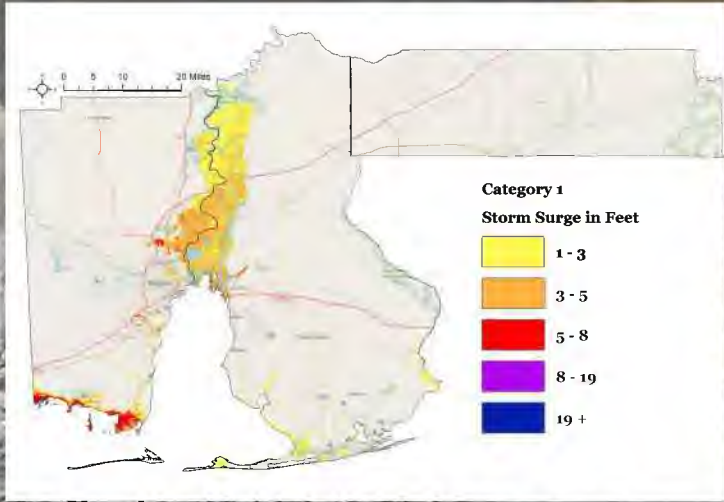 0 5 10 20 Miles
Category 1
Storm Surge in Feet
1 - 3
3 - 5
5 - 8
8 - 19
19 +